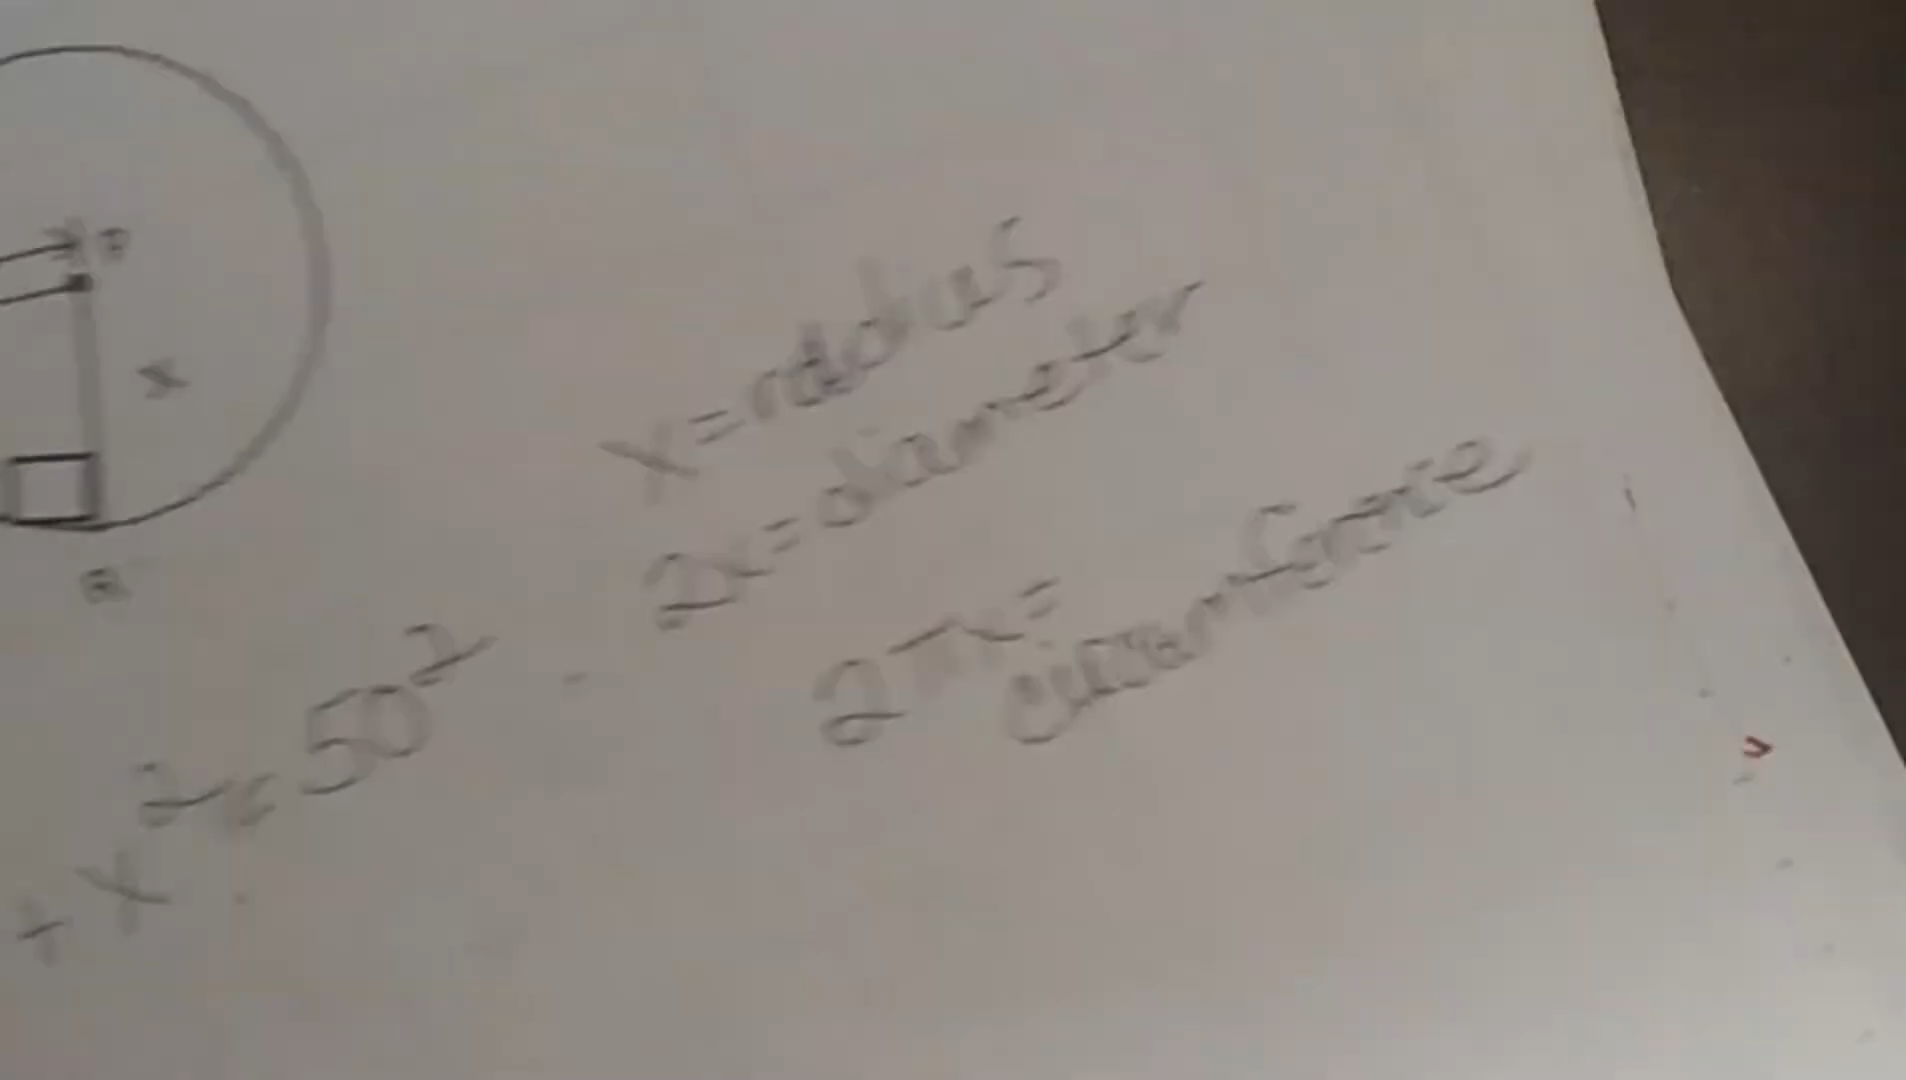 x
x = radius
2x = diameter
2πx =
circumference
+ x² = 50²